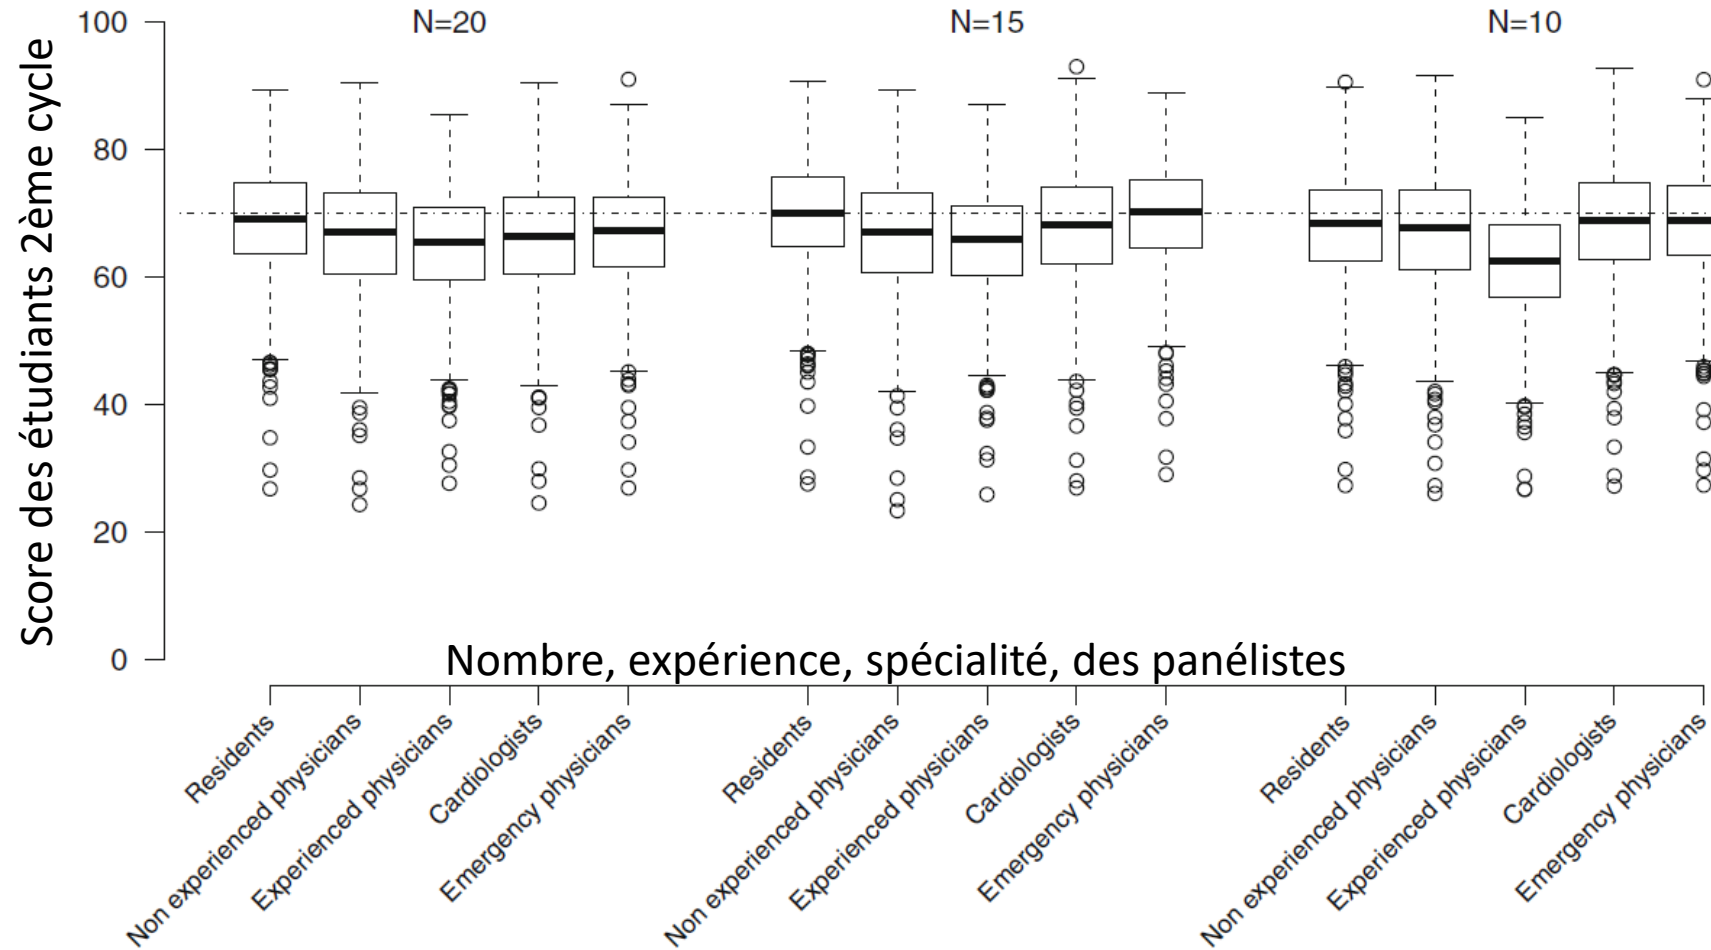 N=20
N=15
N=10
Score des étudiants 2ème cycle
100
80
60
40
20
0
Nombre, expérience, spécialité, des panélistes
Residents
Non experienced physicians
Experienced physicians
Cardiologists
Emergency physicians
Residents
Non experienced physicians
Experienced physicians
Cardiologists
Emergency physicians
Residents
Non experienced physicians
Experienced physicians
Cardiologists
Emergency physicians